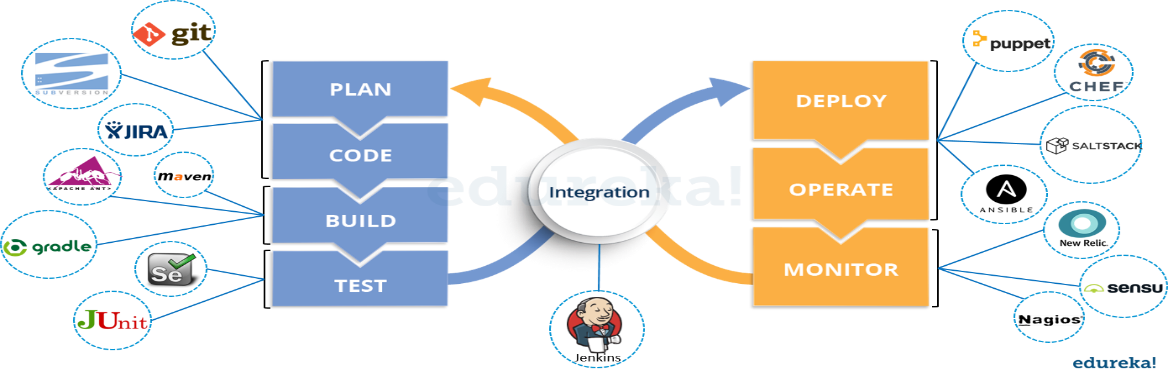 git
SUBVERSION
JIRA
APACHE ANT
maven
gradle
Se
JUnit
PLAN
CODE
BUILD
TEST
edureka!
Integration
Jenkins
DEPLOY
OPERATE
MONITOR
puppet
CHEF
SALTSTACK
A
ANSIBLE
New Relic.
sensu
Nagios
edureka!